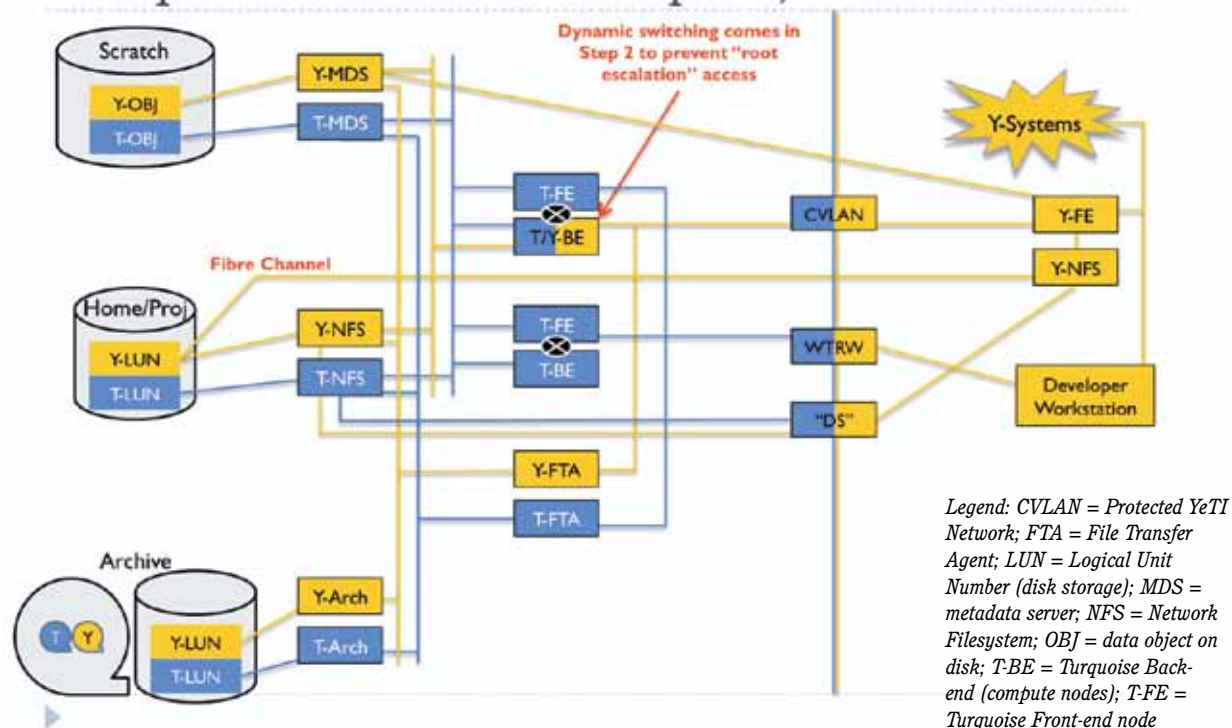 Dynamic switching comes in
Step 2 to prevent "root
escalation" access
Scratch
Y-OBJ
T-OBJ
Y-MDS
T-MDS
Y-Systems
T-FE
T/Y-BE
CVLAN
Y-FE
Y-NFS
Fibre Channel
Home/Proj
Y-LUN
T-LUN
Y-NFS
T-NFS
T-FE
T-BE
WTRW
"DS"
Developer
Workstation
Y-FTA
T-FTA
Archive
T
Y
Y-LUN
T-LUN
Y-Arch
T-Arch
Legend: CVLAN = Protected YeTI
Network; FTA = File Transfer
Agent; LUN = Logical Unit
Number (disk storage); MDS =
metadata server; NFS = Network
Filesystem; OBJ = data object on
disk; T-BE = Turquoise Back-
end (compute nodes); T-FE =
Turquoise Front-end node